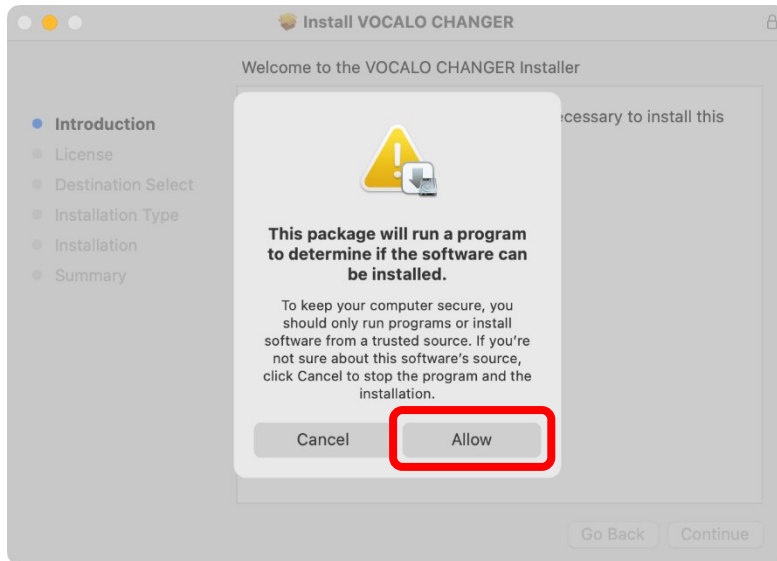 Install VOCALO CHANGER
Welcome to the VOCALO CHANGER Installer
ecessary to install this
Introduction
License
Destination Select
Installation Type
Installation
Summary
This package will run a program
to determine if the software can
be installed.
To keep your computer secure, you
should only run programs or install
software from a trusted source. If you're
not sure about this software's source,
click Cancel to stop the program and the
installation.
Cancel
Allow
Go Back
Continue